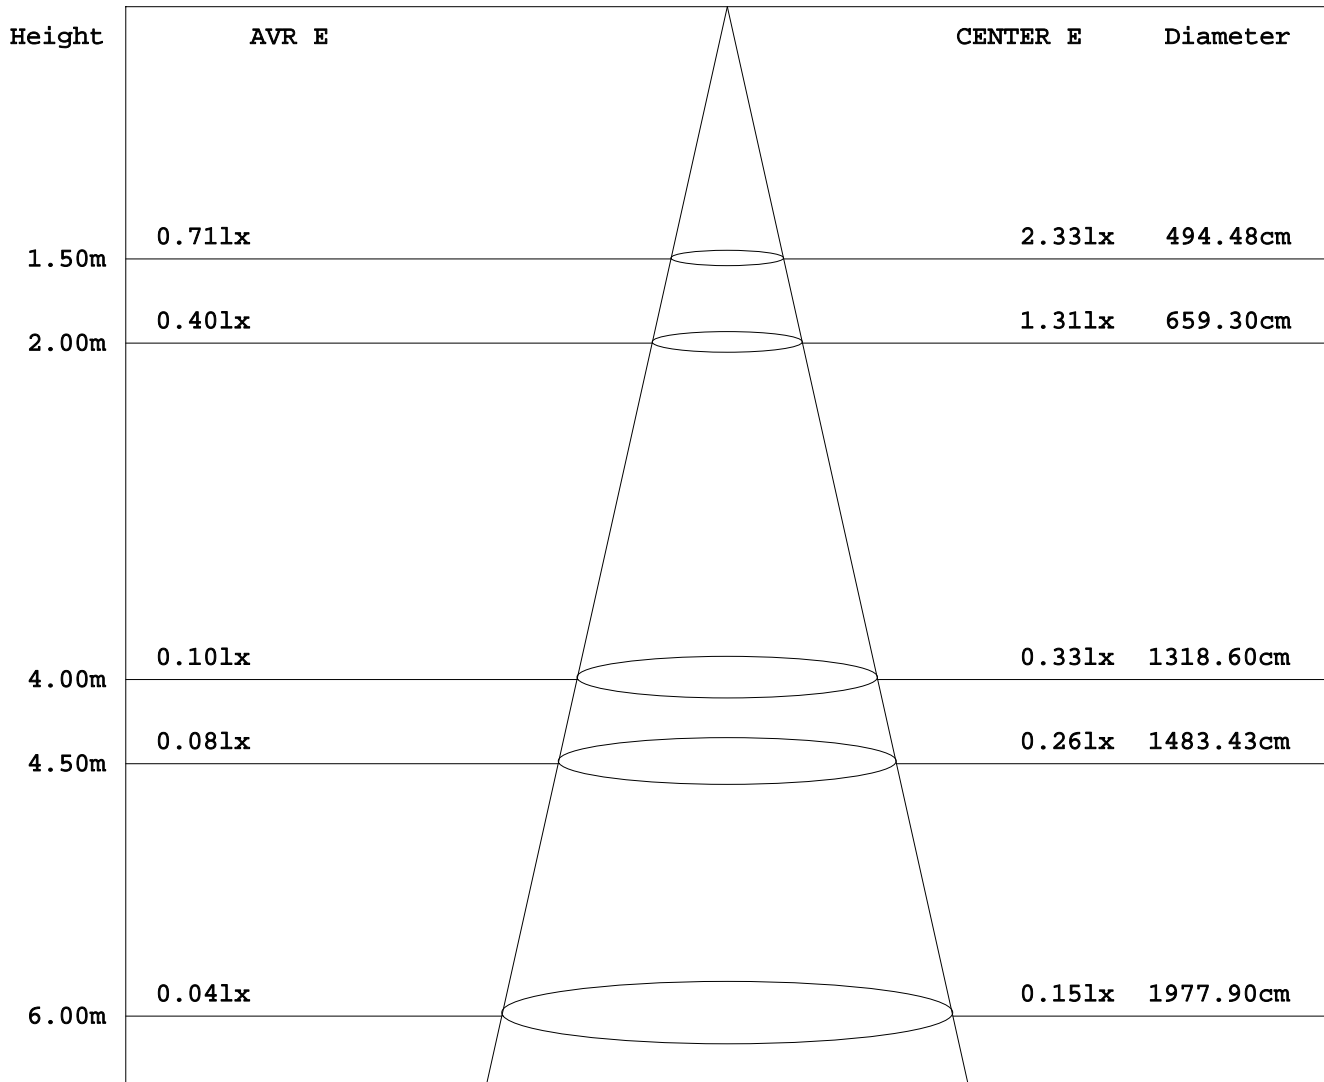 Height AVR E CENTER E Diameter
0.71lx 2.33lx 494.48cm
1.50m
0.40lx 1.31lx 659.30cm
2.00m
0.10lx 0.33lx 1318.60cm
4.00m
0.08lx 0.26lx 1483.43cm
4.50m
0.04lx 0.15lx 1977.90cm
6.00m